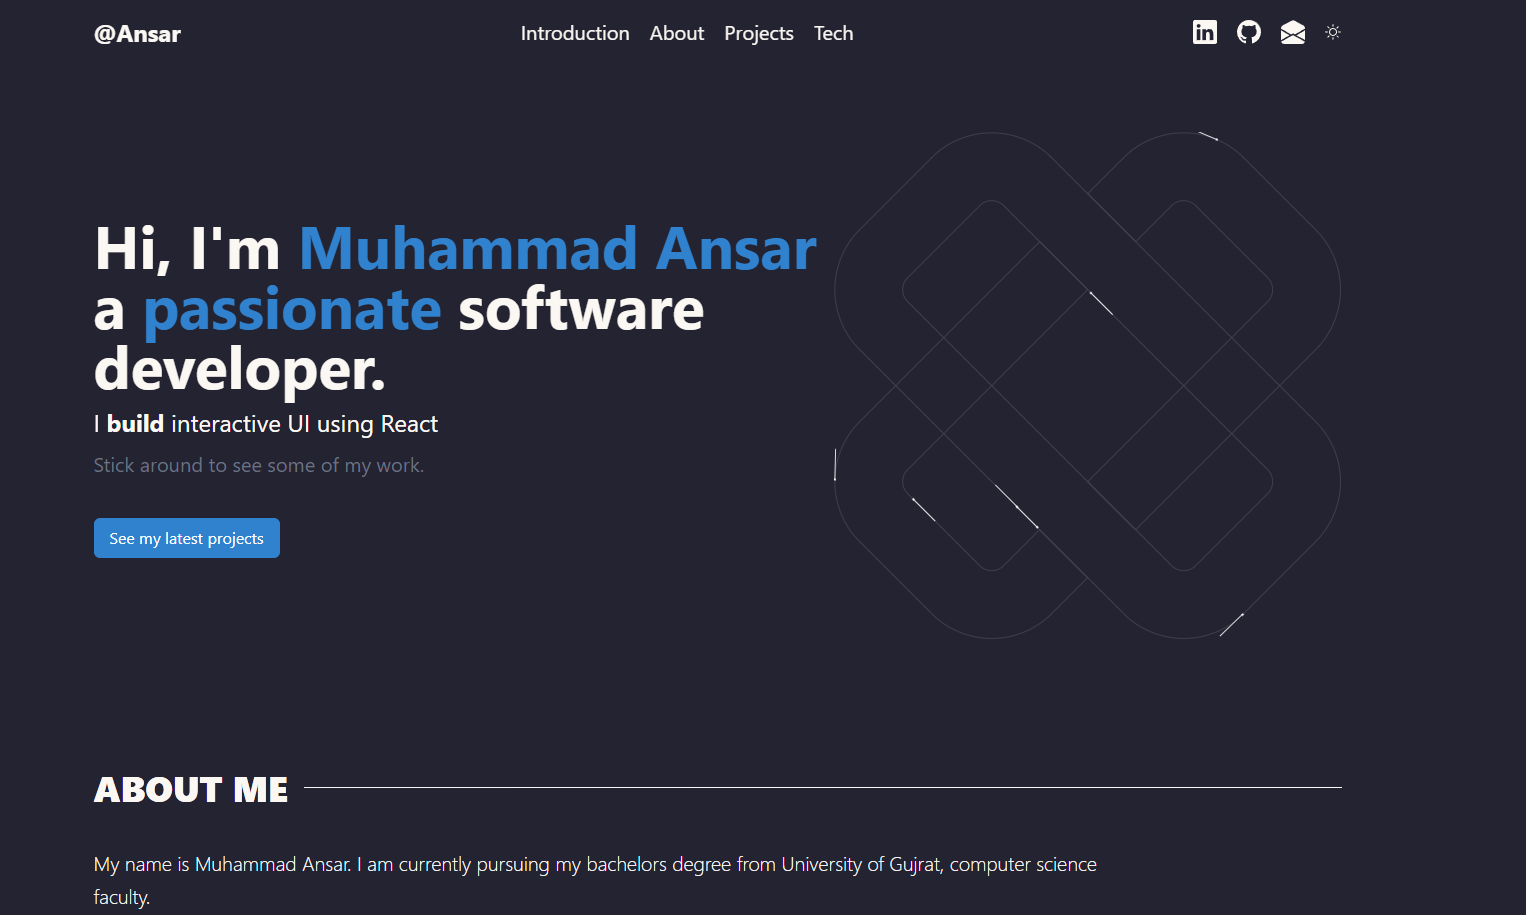 @Ansar
Introduction About Projects Tech
in
Hi, I'm Muhammad Ansar
a passionate software
developer.
I build interactive UI using React
Stick around to see some of my work.
See my latest projects
ABOUT ME
My name is Muhammad Ansar. I am currently pursuing my bachelors degree from University of Gujrat, computer science
faculty.